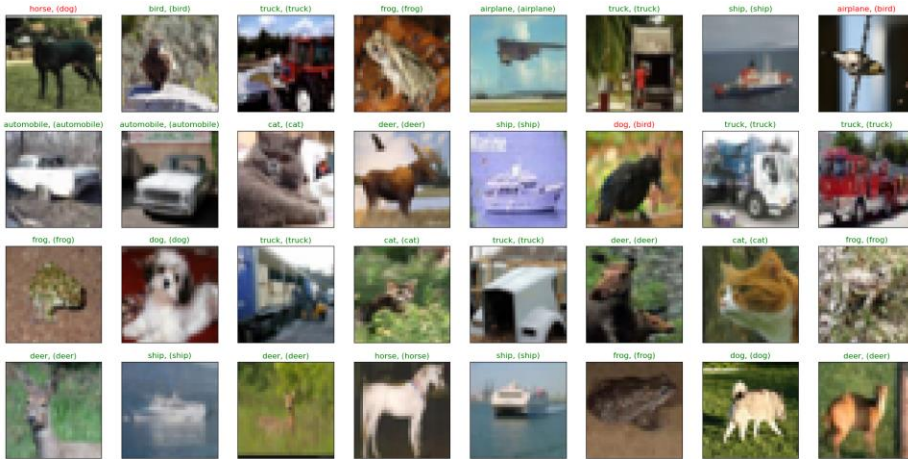 horse, (dog)
bird, (bird)
truck, (truck)
frog, (frog)
airplane, (airplane)
truck, (truck)
ship, (ship)
airplane, (bird)
automobile, (automobile)
automobile, (automobile)
cat, (cat)
deer, (deer)
ship, (ship)
dog, (bird)
truck, (truck)
truck, (truck)
frog, (frog)
dog, (dog)
truck, (truck)
cat, (cat)
truck, (truck)
deer, (deer)
cat, (cat)
frog, (frog)
deer, (deer)
ship, (ship)
deer, (deer)
horse, (horse)
ship, (ship)
frog, (frog)
dog, (dog)
deer, (deer)